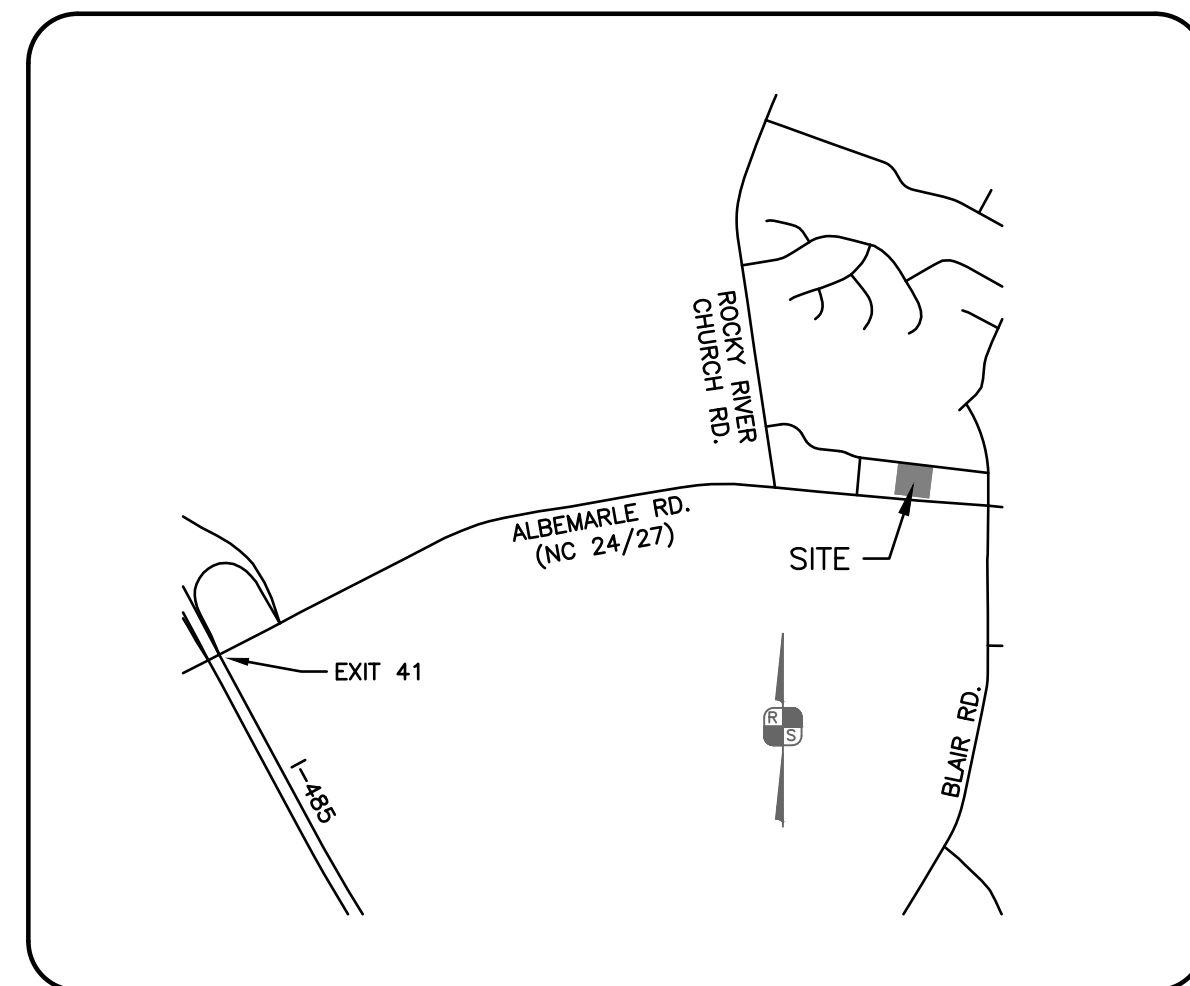 ROCKY RIVER
CHURCH RD.
ALBEMARLE RD.
(NC 24/27)
SITE
EXIT 41
R
S
I-485
BLAIR RD.